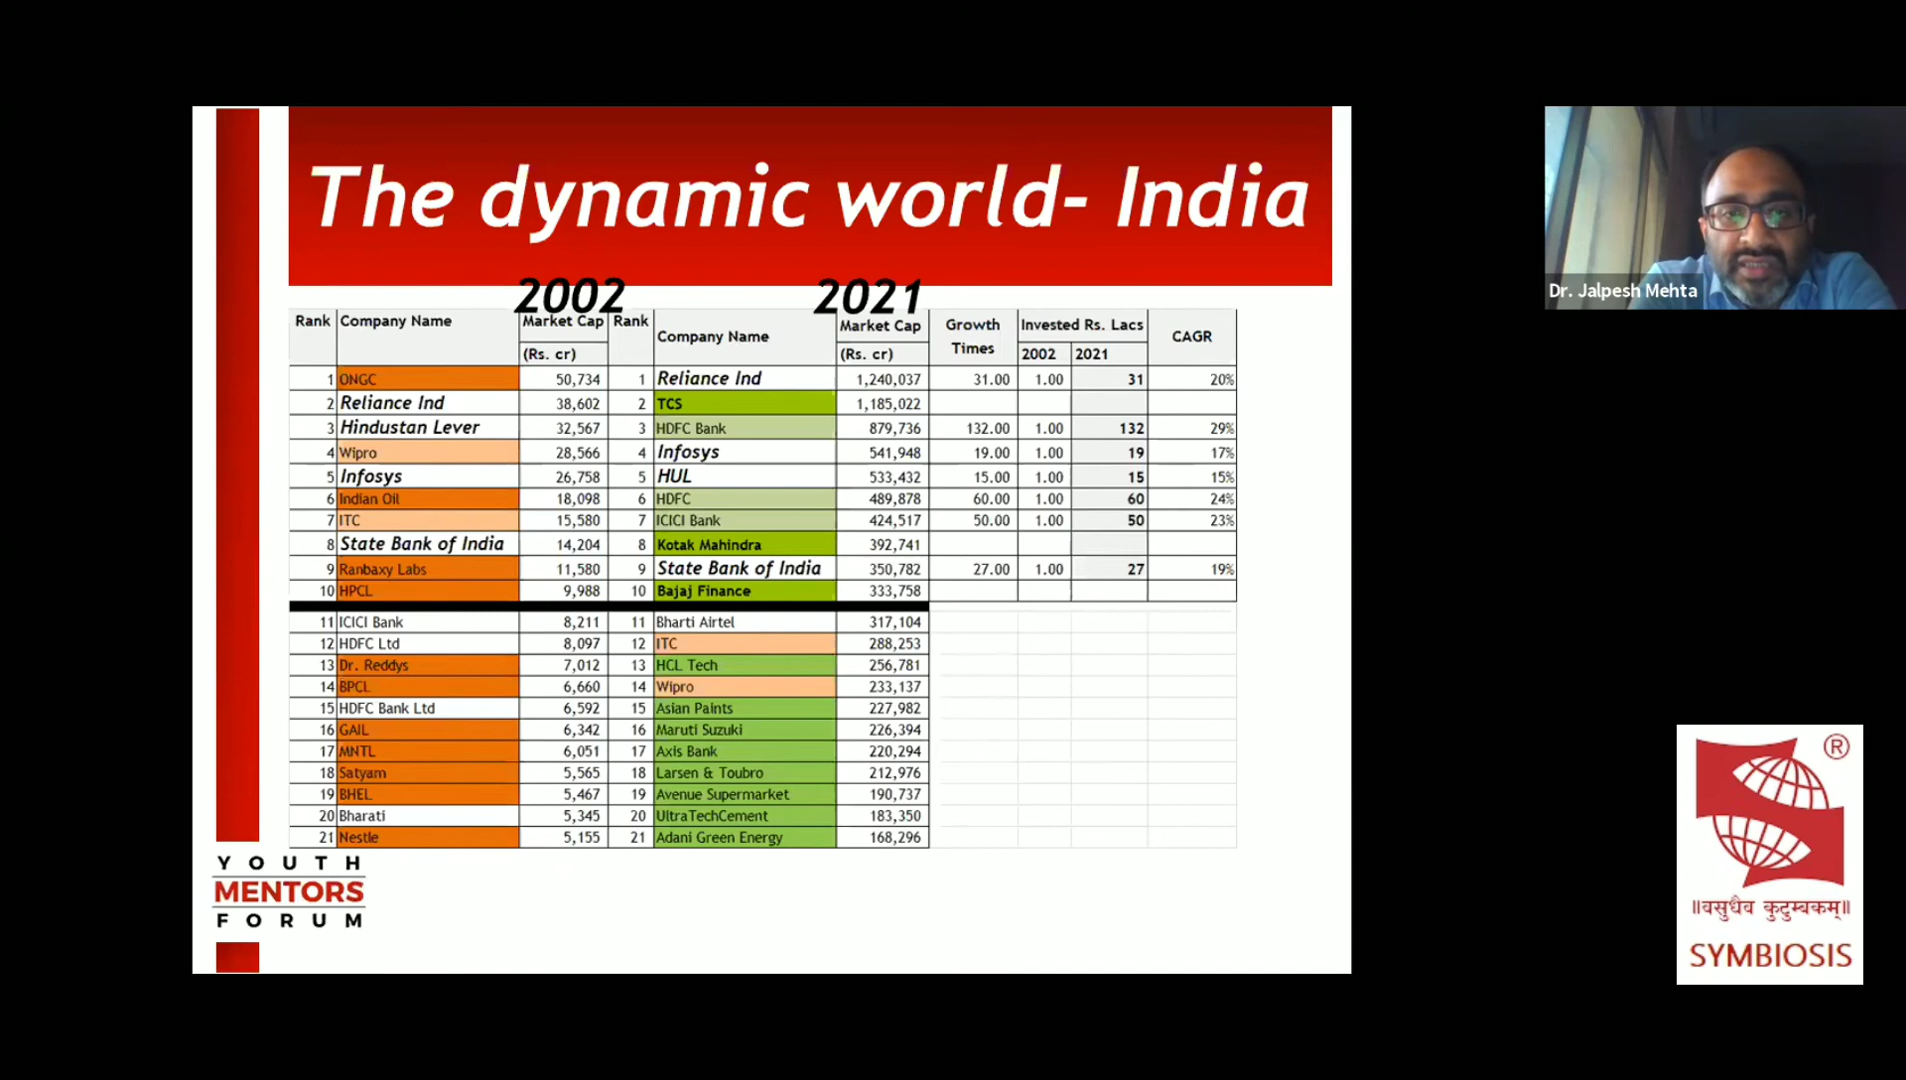 The dynamic world- India
2002 2021
Rank Company Name Market Cap (Rs. cr) Rank Company Name Market Cap (Rs. cr) Growth Times Invested Rs. Lacs 2002 2021 CAGR
1 ONGC 50,734 1 Reliance Ind 1,240,037 31.00 1.00 31 20%
2 Reliance Ind 38,602 2 TCS 1,185,022
3 Hindustan Lever 32,567 3 HDFC Bank 879,736 132.00 1.00 132 29%
4 Wipro 28,566 4 Infosys 541,948 19.00 1.00 19 17%
5 Infosys 26,758 5 HUL 533,432 15.00 1.00 15 15%
6 Indian Oil 18,098 6 HDFC 489,878 60.00 1.00 60 24%
7 ITC 15,580 7 ICICI Bank 424,517 50.00 1.00 50 23%
8 State Bank of India 14,204 8 Kotak Mahindra 392,741
9 Ranbaxy Labs 11,580 9 State Bank of India 350,782 27.00 1.00 27 19%
10 HPCL 9,988 10 Bajaj Finance 333,758
11 ICICI Bank 8,211 11 Bharti Airtel 317,104
12 HDFC Ltd 8,097 12 ITC 288,253
13 Dr. Reddys 7,012 13 HCL Tech 256,781
14 BPCL 6,660 14 Wipro 233,137
15 HDFC Bank Ltd 6,592 15 Asian Paints 227,982
16 GAIL 6,342 16 Maruti Suzuki 226,394
17 MNTL 6,051 17 Axis Bank 220,294
18 Satyam 5,565 18 Larsen & Toubro 212,976
19 BHEL 5,467 19 Avenue Supermarket 190,737
20 Bharati 5,345 20 UltraTechCement 183,350
21 Nestle 5,155 21 Adani Green Energy 168,296
YOUTH
MENTORS
FORUM
Dr. Jalpesh Mehta
®
॥वसुधैव कुटुम्बकम्॥
SYMBIOSIS